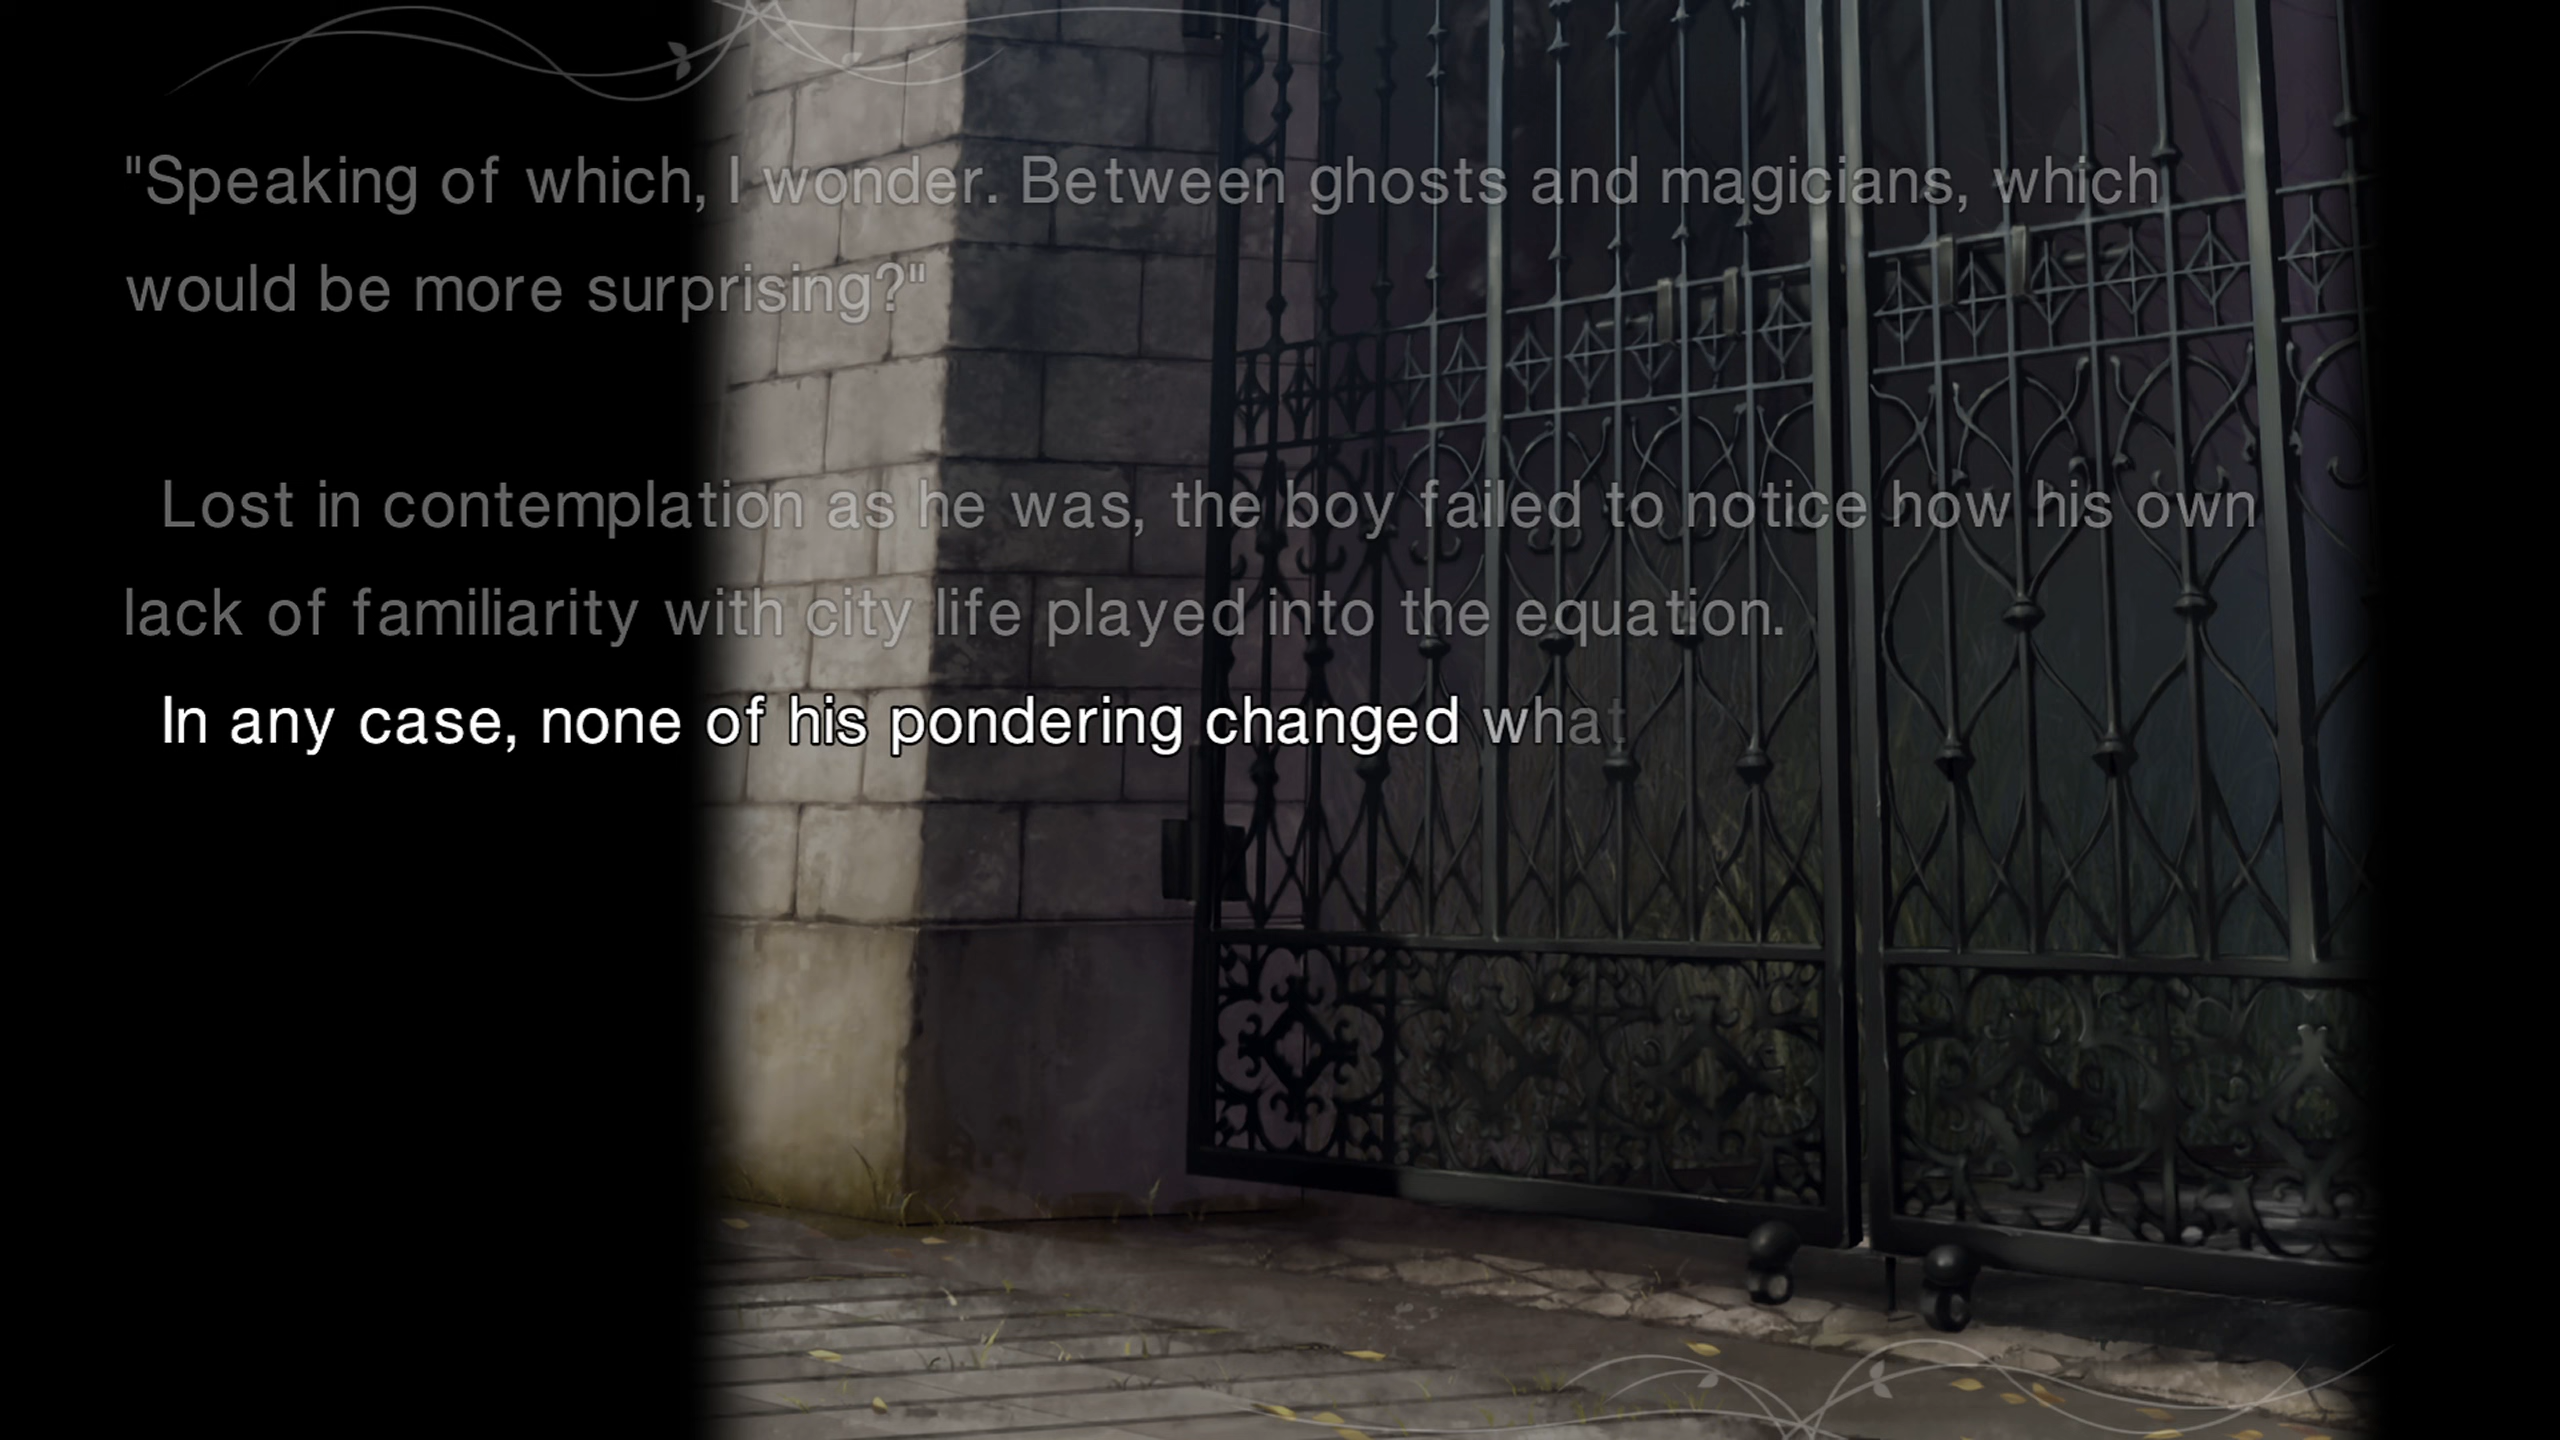 "Speaking of which, I wonder. Between ghosts and magicians, which
would be more surprising?"
Lost in contemplation as he was, the boy failed to notice how his own
lack of familiarity with city life played into the equation.
In any case, none of his pondering changed what